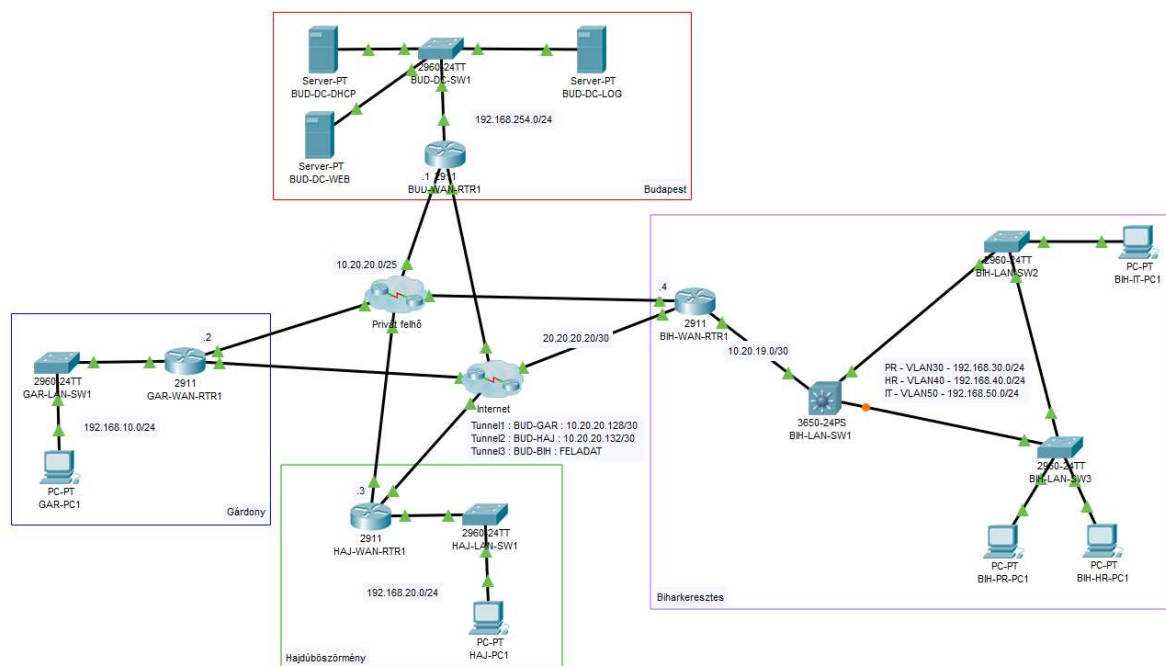 Server-PT
BUD-DC-DHCP
2960-24TT
BUD-DC-SW1
Server-PT
BUD-DC-LOG
192.168.254.0/24
Server-PT
BUD-DC-WEB
.1
2911
BUD-WAN-RTR1
Budapest
10.20.20.0/25
Privát felhő
.4
2911
BIH-WAN-RTR1
20.20.20.20/30
10.20.19.0/30
2960-24TT
BIH-LAN-SW2
PC-PT
BIH-IT-PC1
PR - VLAN30 - 192.168.30.0/24
HR - VLAN40 - 192.168.40.0/24
IT - VLAN50 - 192.168.50.0/24
3650-24PS
BIH-LAN-SW1
2960-24TT
BIH-LAN-SW3
PC-PT
BIH-PR-PC1
PC-PT
BIH-HR-PC1
Biharkeresztes
.2
2960-24TT
GAR-LAN-SW1
2911
GAR-WAN-RTR1
192.168.10.0/24
PC-PT
GAR-PC1
Gárdony
Internet
Tunnel1 : BUD-GAR : 10.20.20.128/30
Tunnel2 : BUD-HAJ : 10.20.20.132/30
Tunnel3 : BUD-BIH : FELADAT
.3
2911
HAJ-WAN-RTR1
2960-24TT
HAJ-LAN-SW1
192.168.20.0/24
PC-PT
HAJ-PC1
Hajdúböszörmény